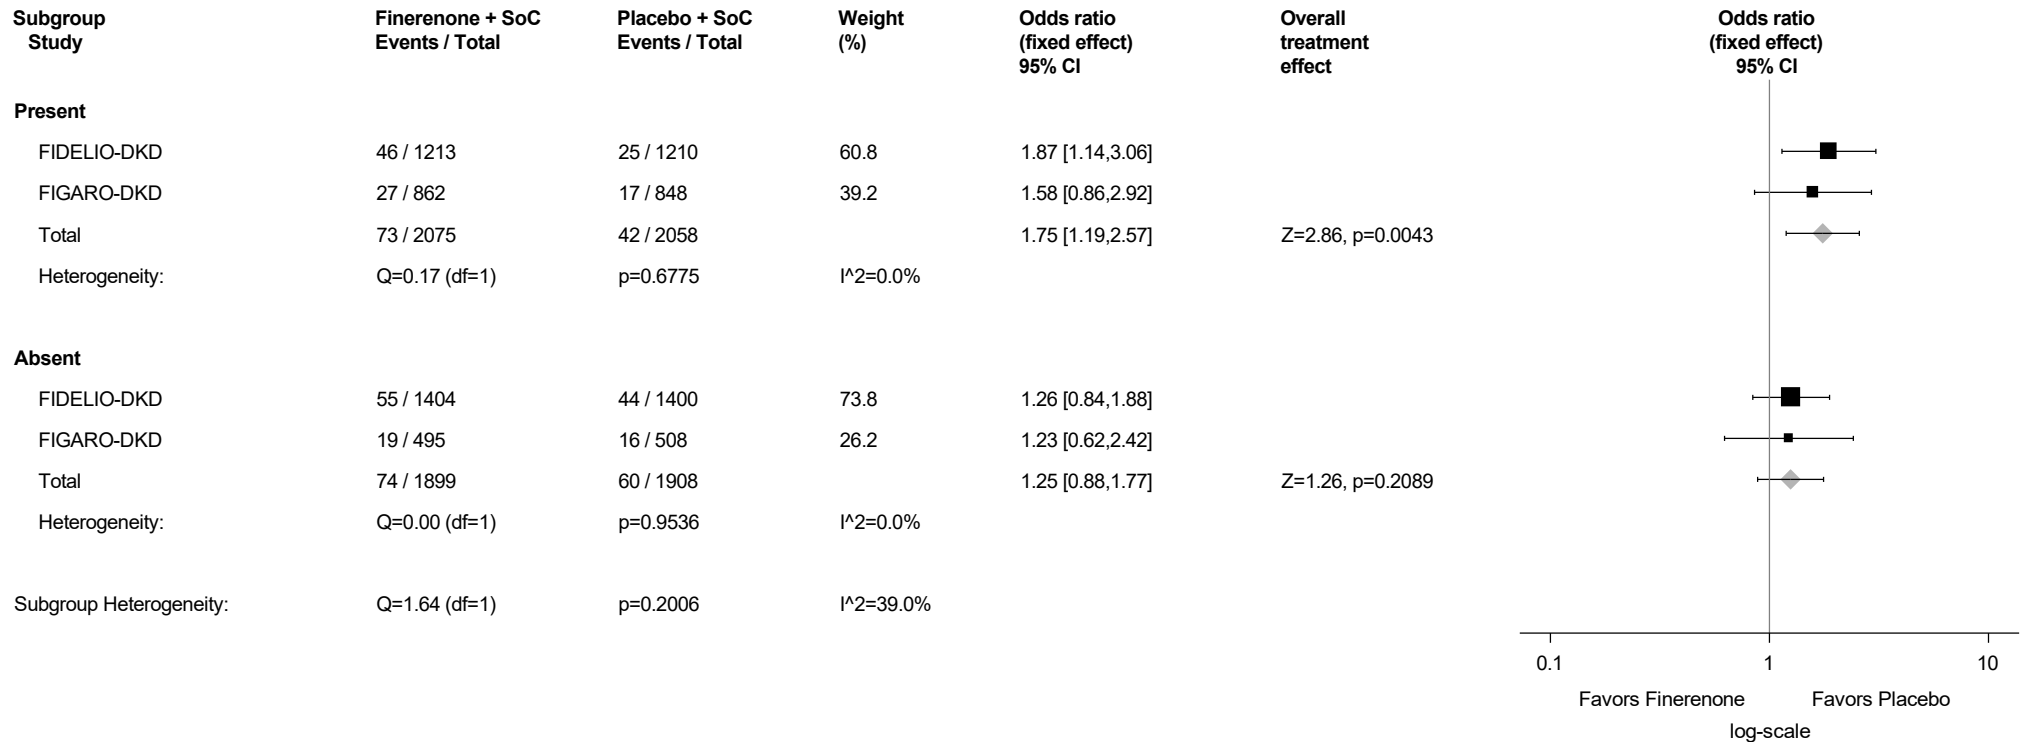 Subgroup Finerenone + SoC Placebo + SoC Weight Odds ratio Overall Odds ratio
Study Events / Total Events / Total (%) (fixed effect) treatment (fixed effect)
95% CI effect 95% CI
Present
FIDELIO-DKD 46 / 1213 25 / 1210 60.8 1.87 [1.14,3.06]
FIGARO-DKD 27 / 862 17 / 848 39.2 1.58 [0.86,2.92]
Total 73 / 2075 42 / 2058 1.75 [1.19,2.57] Z=2.86, p=0.0043
Heterogeneity: Q=0.17 (df=1) p=0.6775 I^2=0.0%
Absent
FIDELIO-DKD 55 / 1404 44 / 1400 73.8 1.26 [0.84,1.88]
FIGARO-DKD 19 / 495 16 / 508 26.2 1.23 [0.62,2.42]
Total 74 / 1899 60 / 1908 1.25 [0.88,1.77] Z=1.26, p=0.2089
Heterogeneity: Q=0.00 (df=1) p=0.9536 I^2=0.0%
Subgroup Heterogeneity: Q=1.64 (df=1) p=0.2006 I^2=39.0%
0.1 1 10
Favors Finerenone Favors Placebo
log-scale